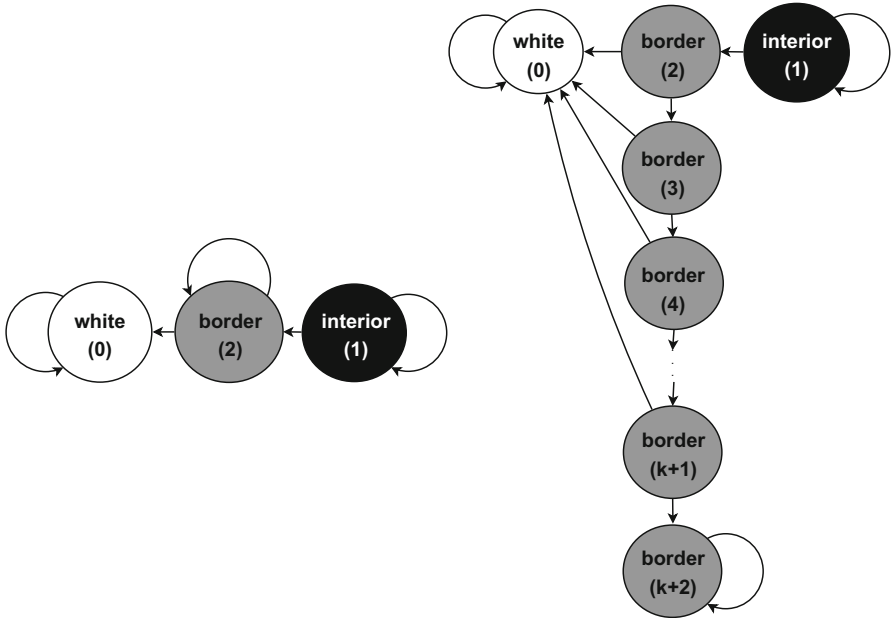 white
(0)
border
(2)
interior
(1)
white
(0)
border
(2)
interior
(1)
border
(3)
border
(4)
border
(k+1)
border
(k+2)